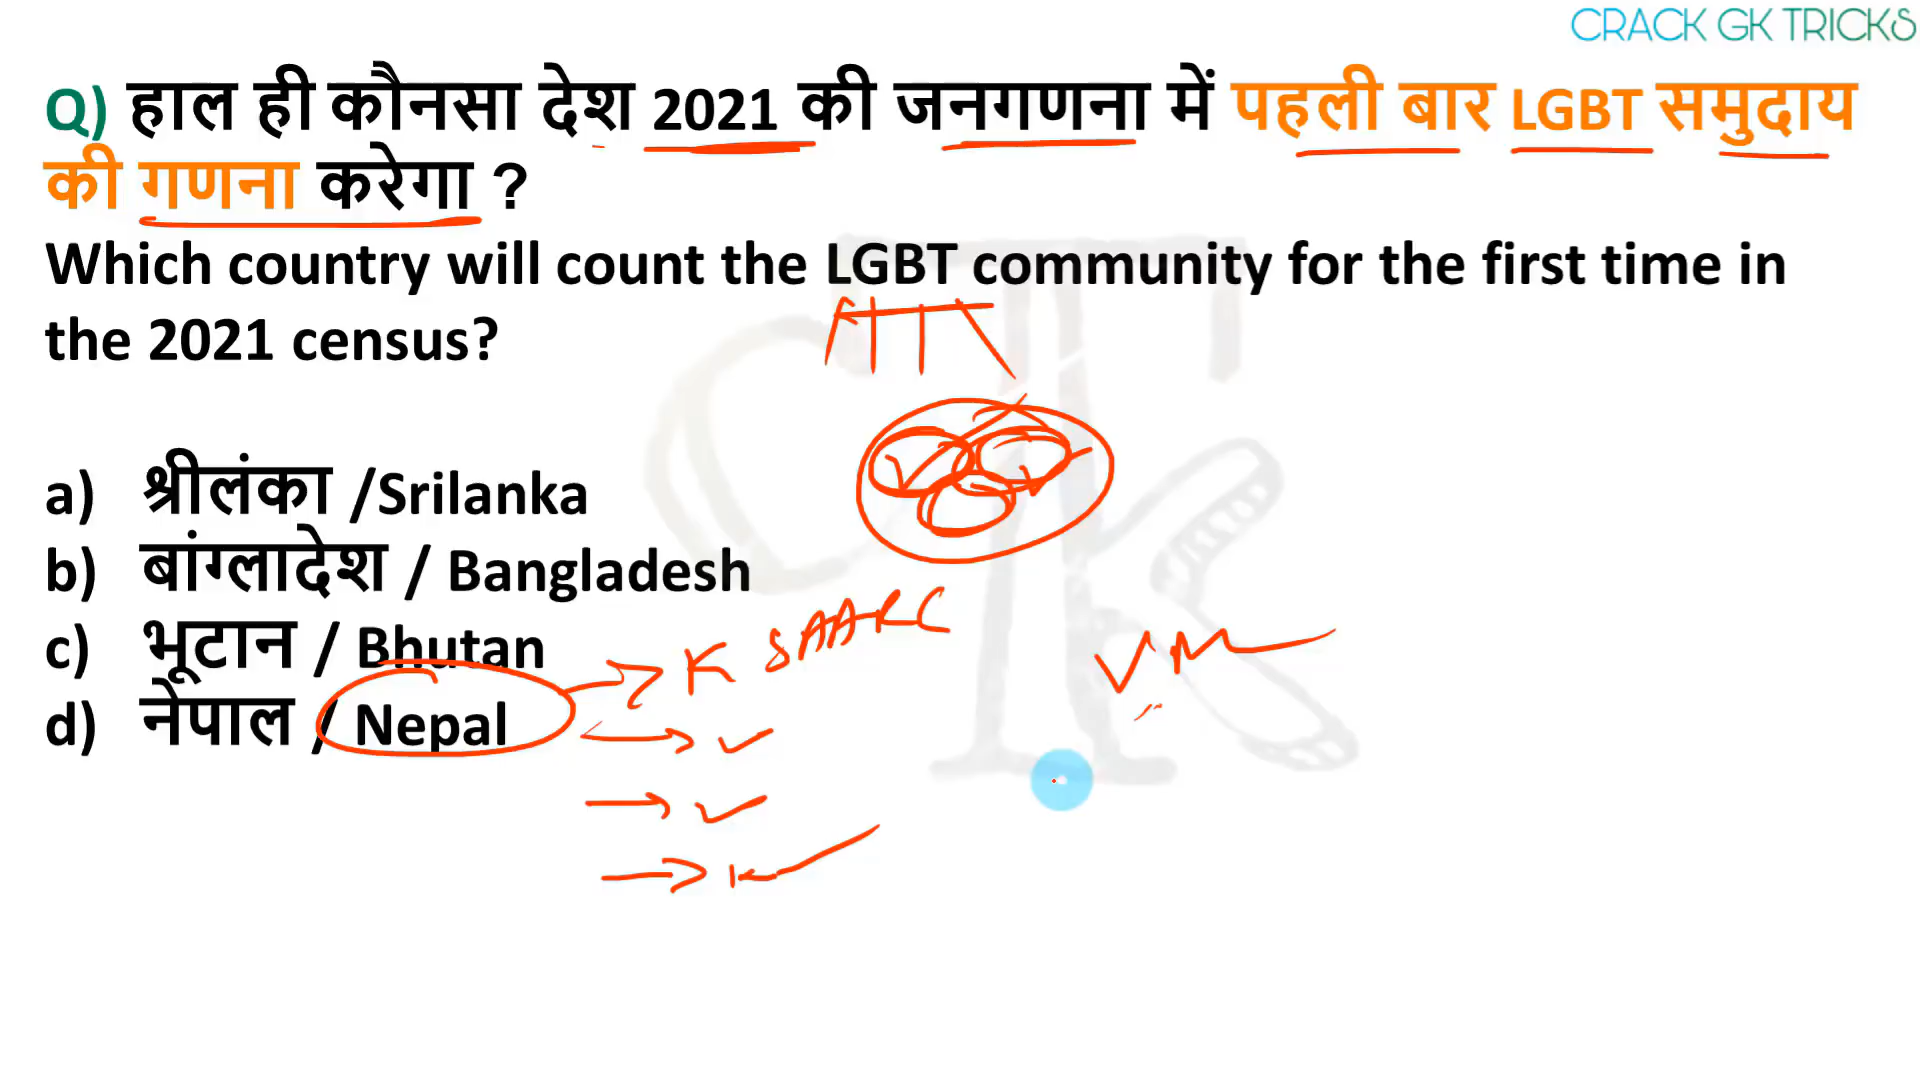 CRACK GK TRICKS
Q) हाल ही कौनसा देश 2021 की जनगणना में पहली बार LGBT समुदाय
की गणना करेगा ?
Which country will count the LGBT community for the first time in
the 2021 census?
a) श्रीलंका /Srilanka
b) बांग्लादेश / Bangladesh
c) भूटान / Bhutan
d) नेपाल / Nepal
K SAARC
VM